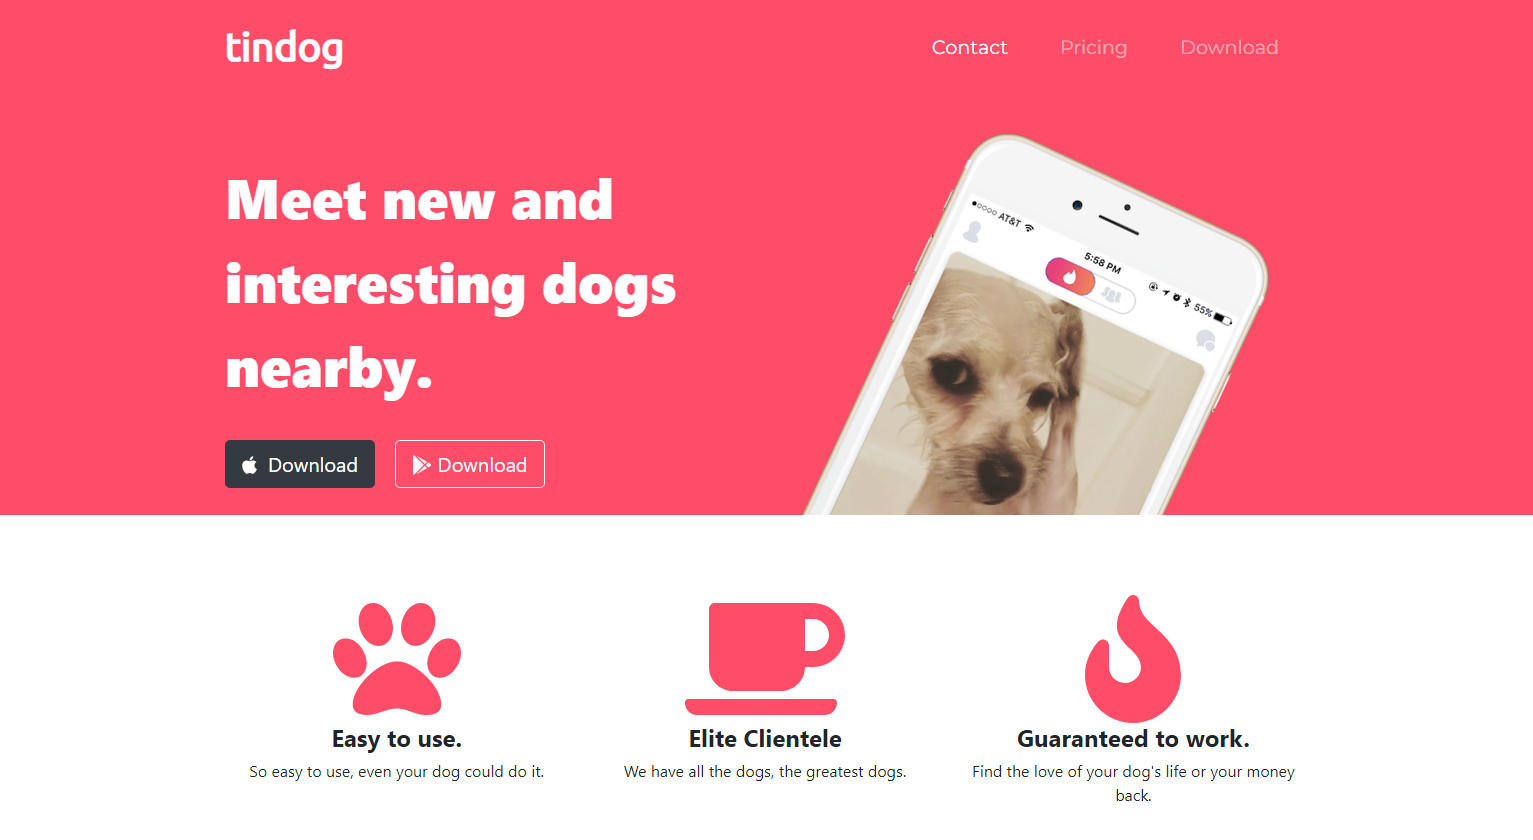 tindog
Contact Pricing Download
Meet new and
interesting dogs
nearby.
Download Download
AT&T
5:58 PM
55%
Easy to use.
So easy to use, even your dog could do it.
Elite Clientele
We have all the dogs, the greatest dogs.
Guaranteed to work.
Find the love of your dog's life or your money
back.